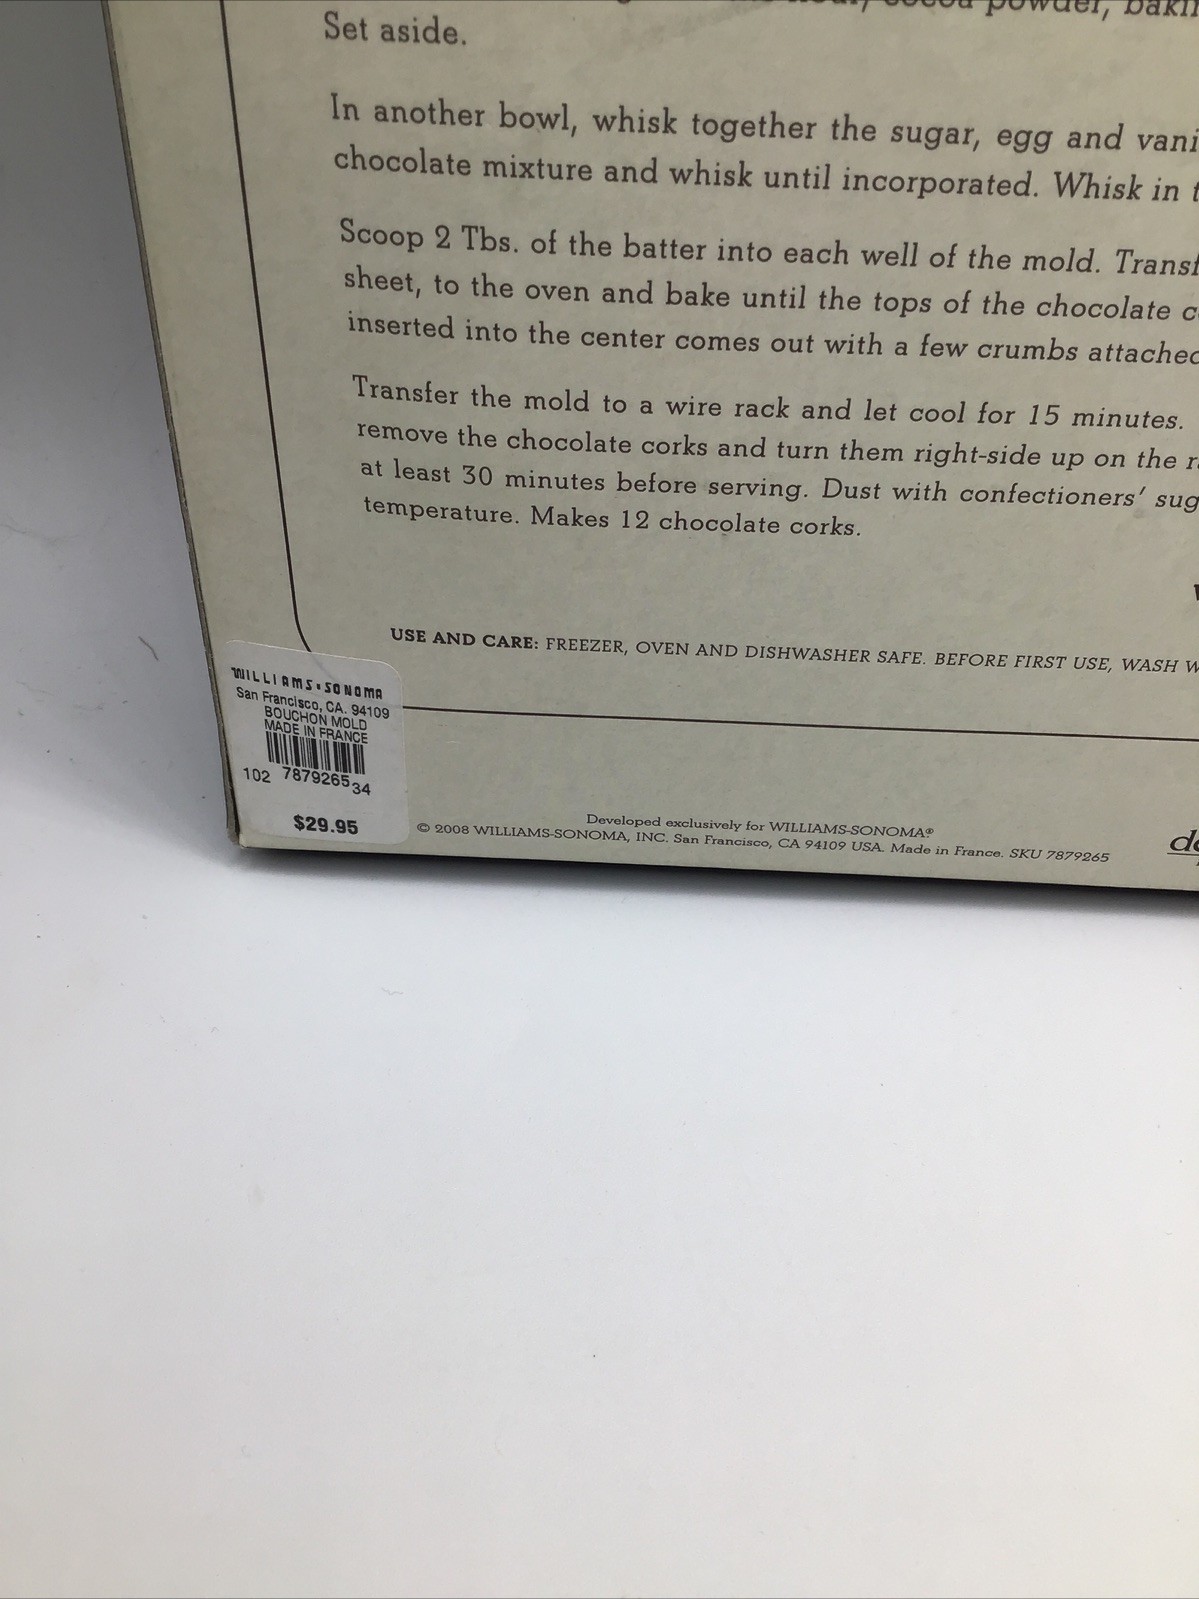 powder,
Set aside.
In another bowl, whisk together the sugar, egg and
chocolate mixture and whisk until incorporated. Whisk in
Scoop 2 Tbs. of the batter into each well of the mold.
sheet, to the oven and bake until the tops of the chocolate
inserted into the center comes out with a few crumbs attached
Transfer the mold to a wire rack and let cool for 15 minutes.
remove the chocolate corks and turn them right-side up on the
at least 30 minutes before serving. Dust with confectioners'
temperature. Makes 12 chocolate corks.
USE AND CARE: FREEZER, OVEN AND DISHWASHER SAFE. BEFORE FIRST USE, WASH
WILLIAMS-SONOMA
San Francisco, CA. 94109
BOUCHON MOLD
MADE IN FRANCE
102 7879265 34
$29.95
Developed exclusively for WILLIAMS-SONOMA®
© 2008 WILLIAMS-SONOMA, INC. San Francisco, CA 94109 USA. Made in France. SKU 7879265